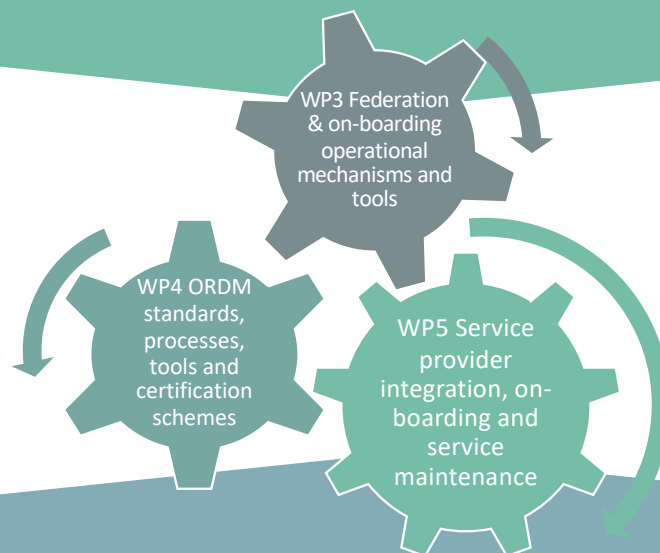 WP3 Federation
& on-boarding
operational
mechanisms and
tools
WP4 ORDM
standards,
processes,
tools and
certification
schemes
WP5 Service
provider
integration, on-
boarding and
service
maintenance